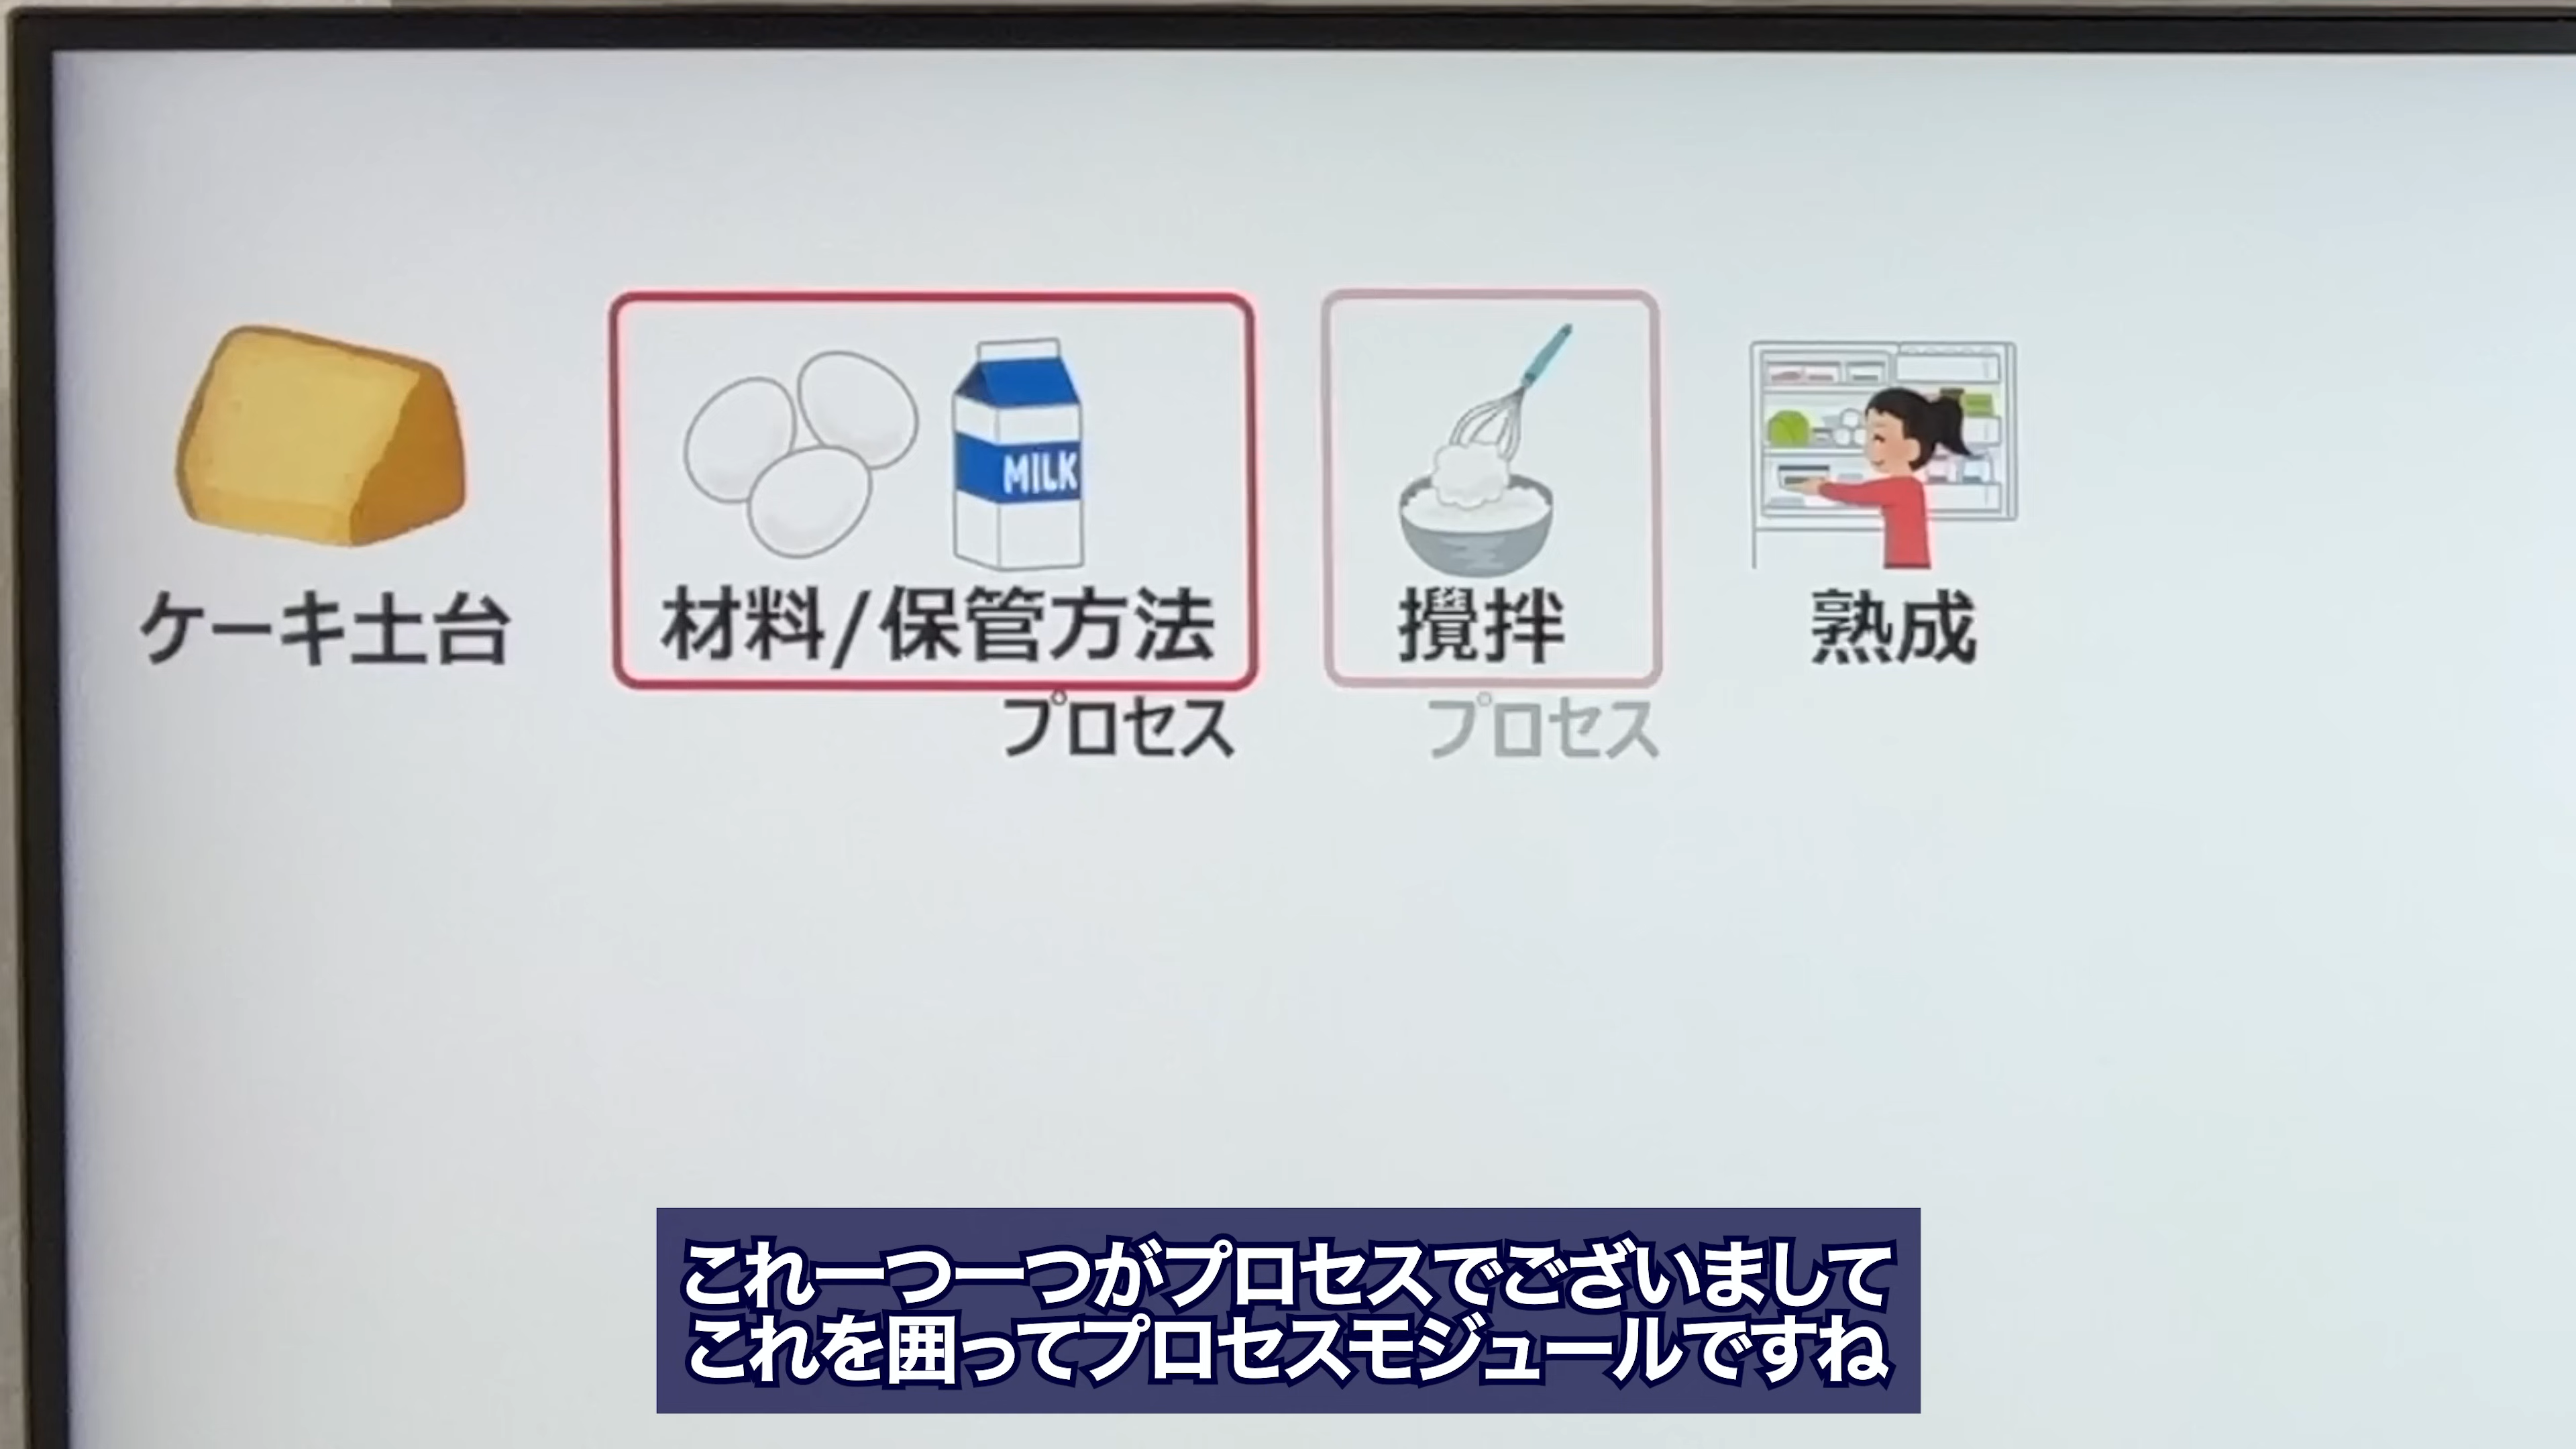 MILK
ケーキ土台
材料/保管方法
攪拌
熟成
プロセス
プロセス
これ一つ一つがプロセスでございまして
これを囲ってプロセスモジュールですね